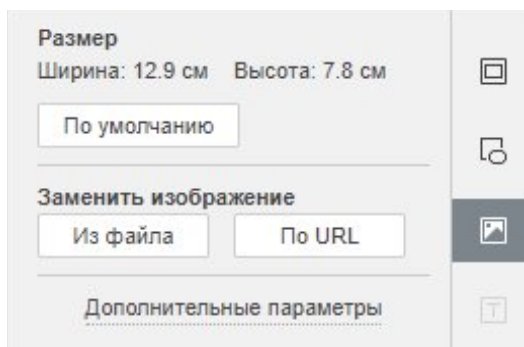 Размер
Ширина: 12.9 см Высота: 7.8 см
По умолчанию
Заменить изображение
Из файла По URL
Дополнительные параметры